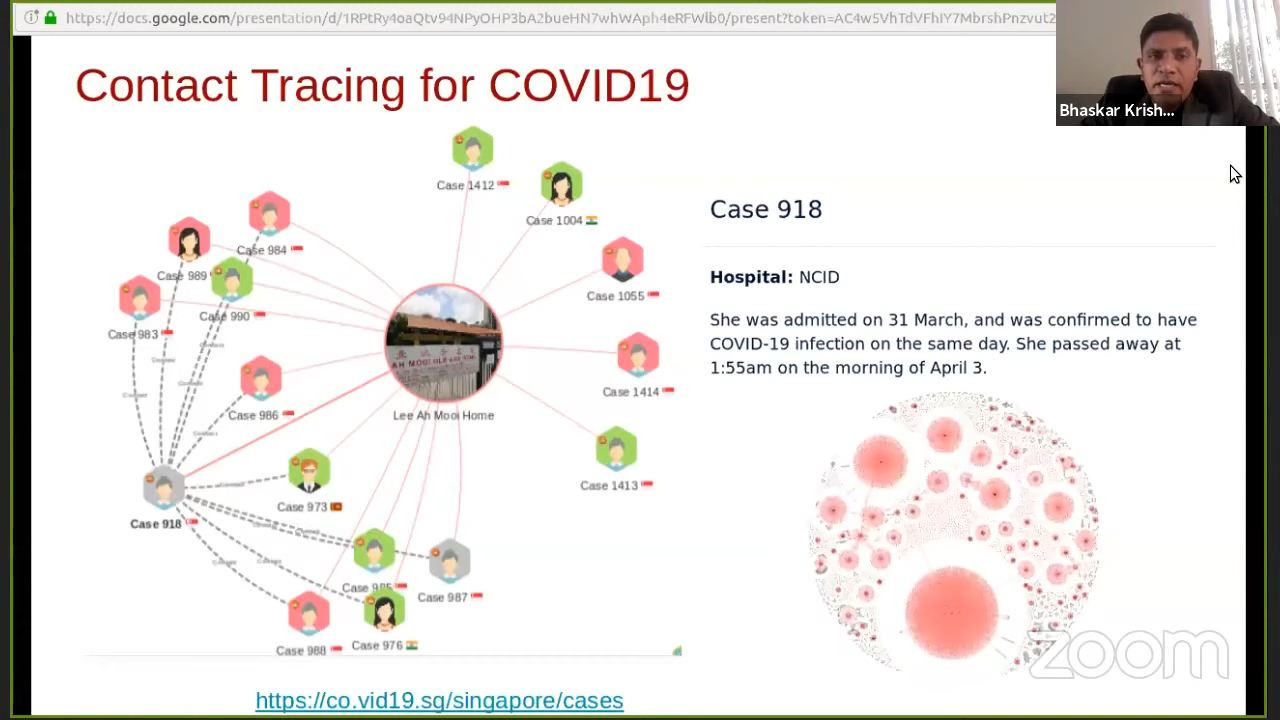 https://docs.google.com/presentation/d/1RPtRy4oaQtv94NPyOHP3bA2bueHN7whWAph4eRFWlb0/present?token=AC4w5VhTdVFhIY7MbrshPnzvut2
Bhaskar Krish...
Contact Tracing for COVID19
Case 1412
Case 1004
Case 984
Case 989
Case 990
Case 983
Case 1055
Case 986
Case 1414
Lee Ah Mooi Home
Case 1413
Case 973
Case 918
Case 985
Case 987
Case 988
Case 976
Case 918
Hospital: NCID
She was admitted on 31 March, and was confirmed to have
COVID-19 infection on the same day. She passed away at
1:55am on the morning of April 3.
zoom
https://co.vid19.sg/singapore/cases